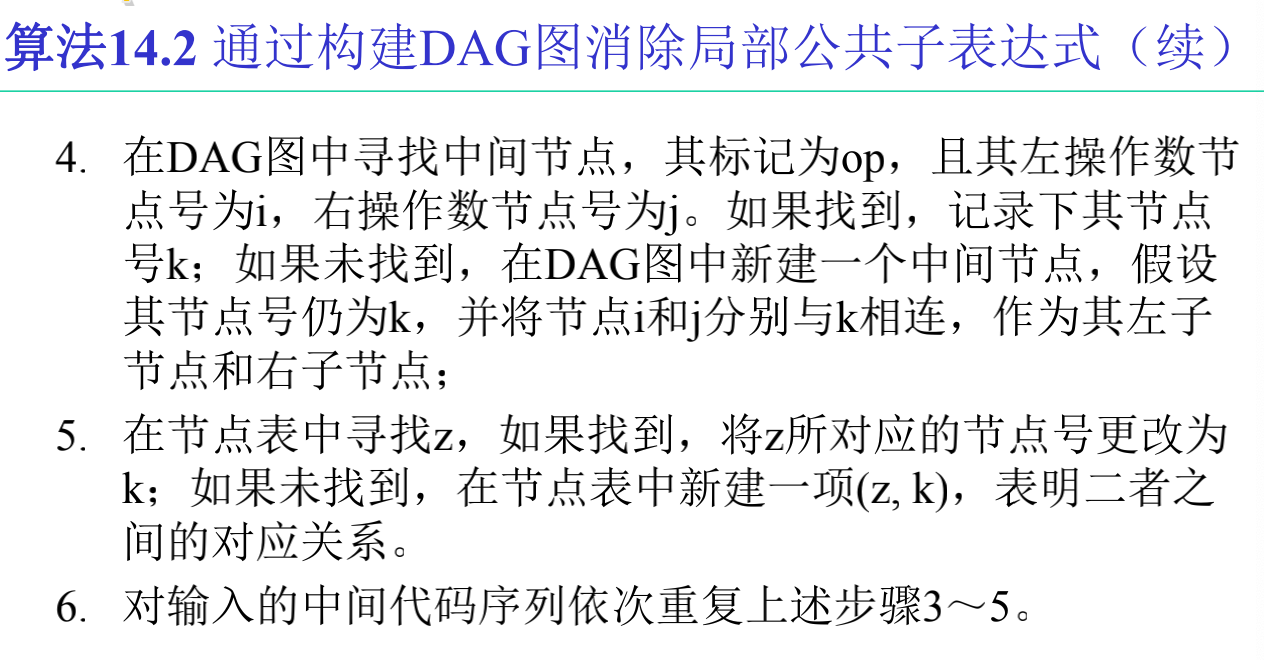 算法14.2 通过构建DAG图消除局部公共子表达式（续）
4. 在DAG图中寻找中间节点，其标记为op，且其左操作数节
点号为i，右操作数节点号为j。如果找到，记录下其节点
号k；如果未找到，在DAG图中新建一个中间节点，假设
其节点号仍为k，并将节点i和j分别与k相连，作为其左子
节点和右子节点；
5. 在节点表中寻找z，如果找到，将z所对应的节点号更改为
k；如果未找到，在节点表中新建一项(z, k)，表明二者之
间的对应关系。
6. 对输入的中间代码序列依次重复上述步骤3～5。